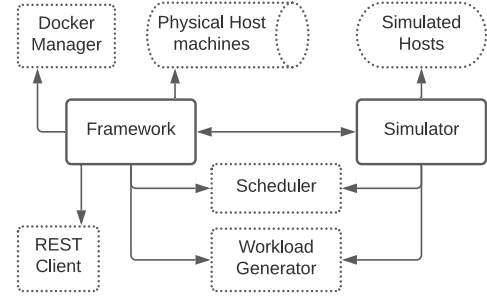 Docker
Manager
Physical Host
machines
Simulated
Hosts
Framework
Simulator
Scheduler
REST
Client
Workload
Generator